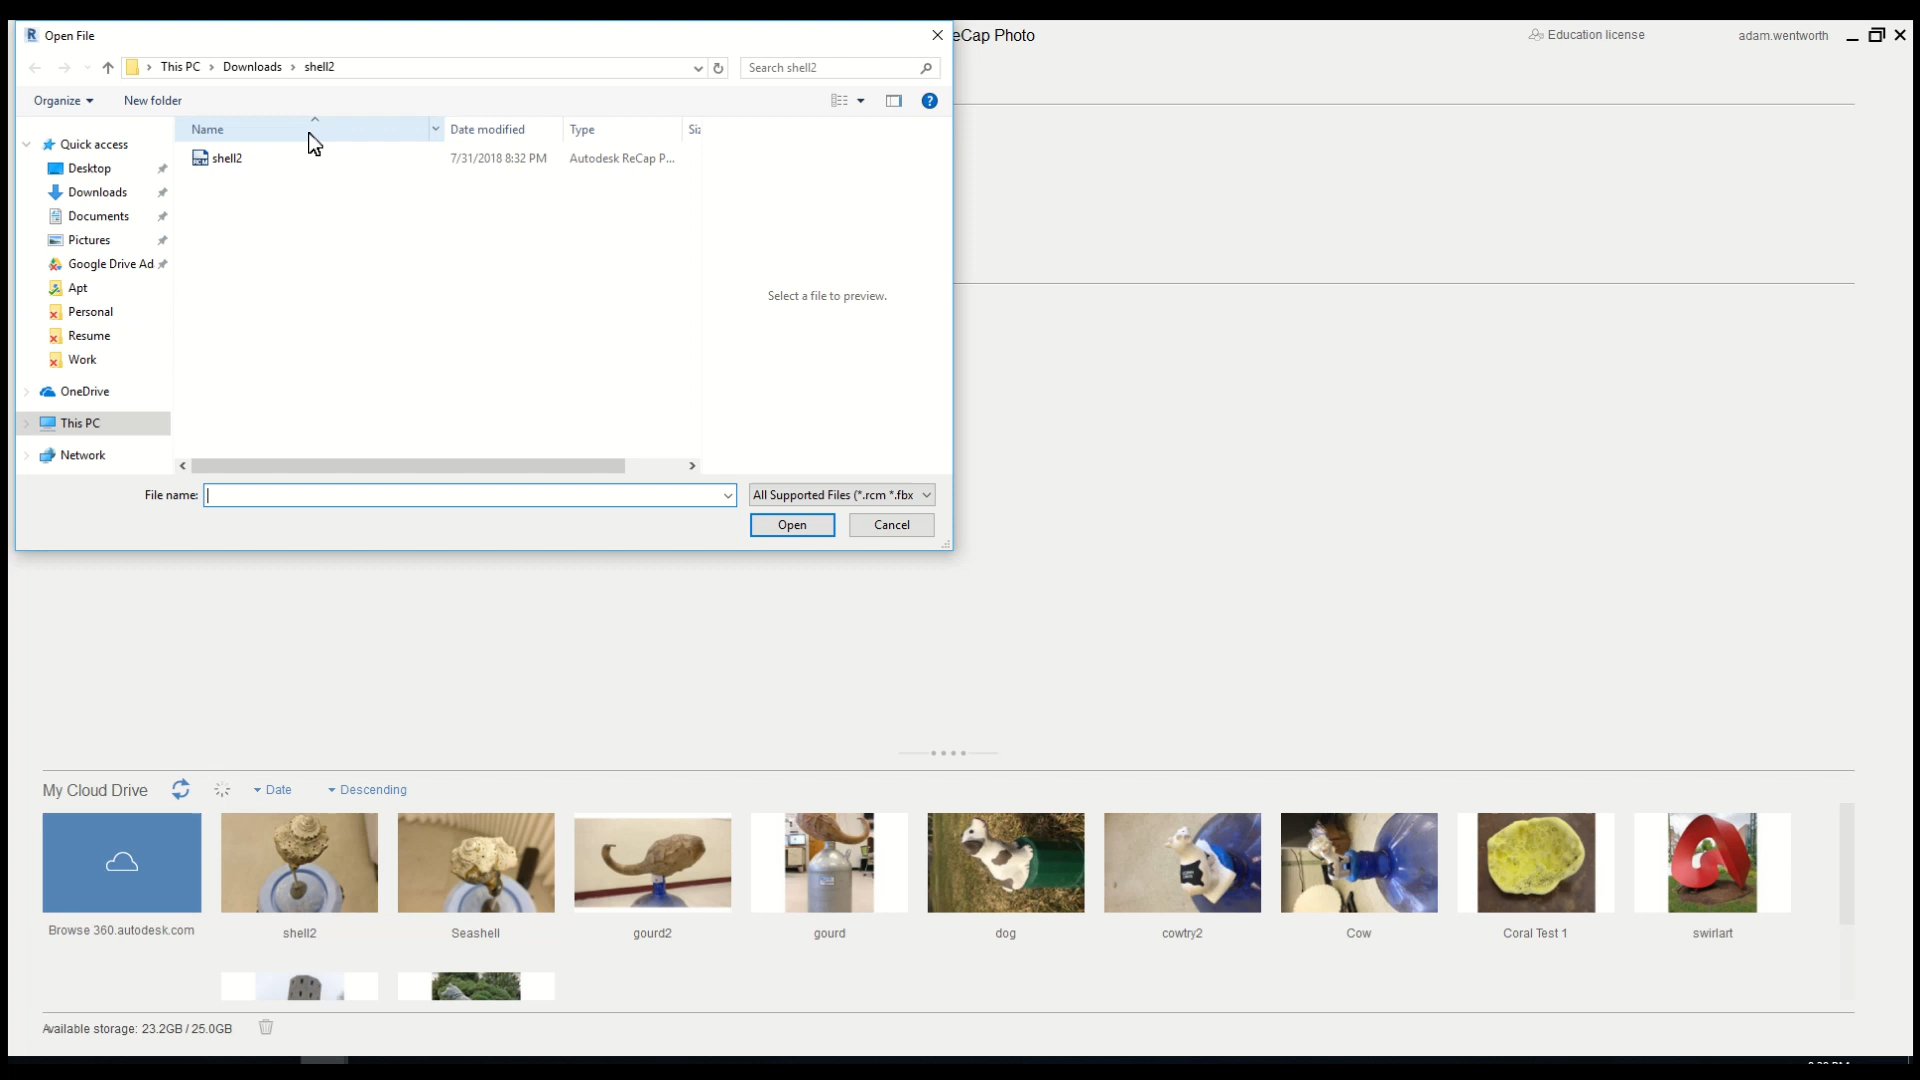 R Open File
eCap Photo
Education license
adam.wentworth
This PC > Downloads > shell2
Search shell2
Organize
New folder
?
Name
Date modified
Type
Siz
shell2
7/31/2018 8:32 PM
Autodesk ReCap P...
Quick access
Desktop
Downloads
Documents
Pictures
Google Drive Ad
Apt
Personal
Resume
Work
OneDrive
This PC
Network
Select a file to preview.
File name:
All Supported Files (*.rcm *.fbx
Open
Cancel
My Cloud Drive
Date
Descending
Browse 360.autodesk.com
shell2
Seashell
gourd2
gourd
dog
cowtry2
Cow
Coral Test 1
swirlart
Available storage: 23.2GB / 25.0GB